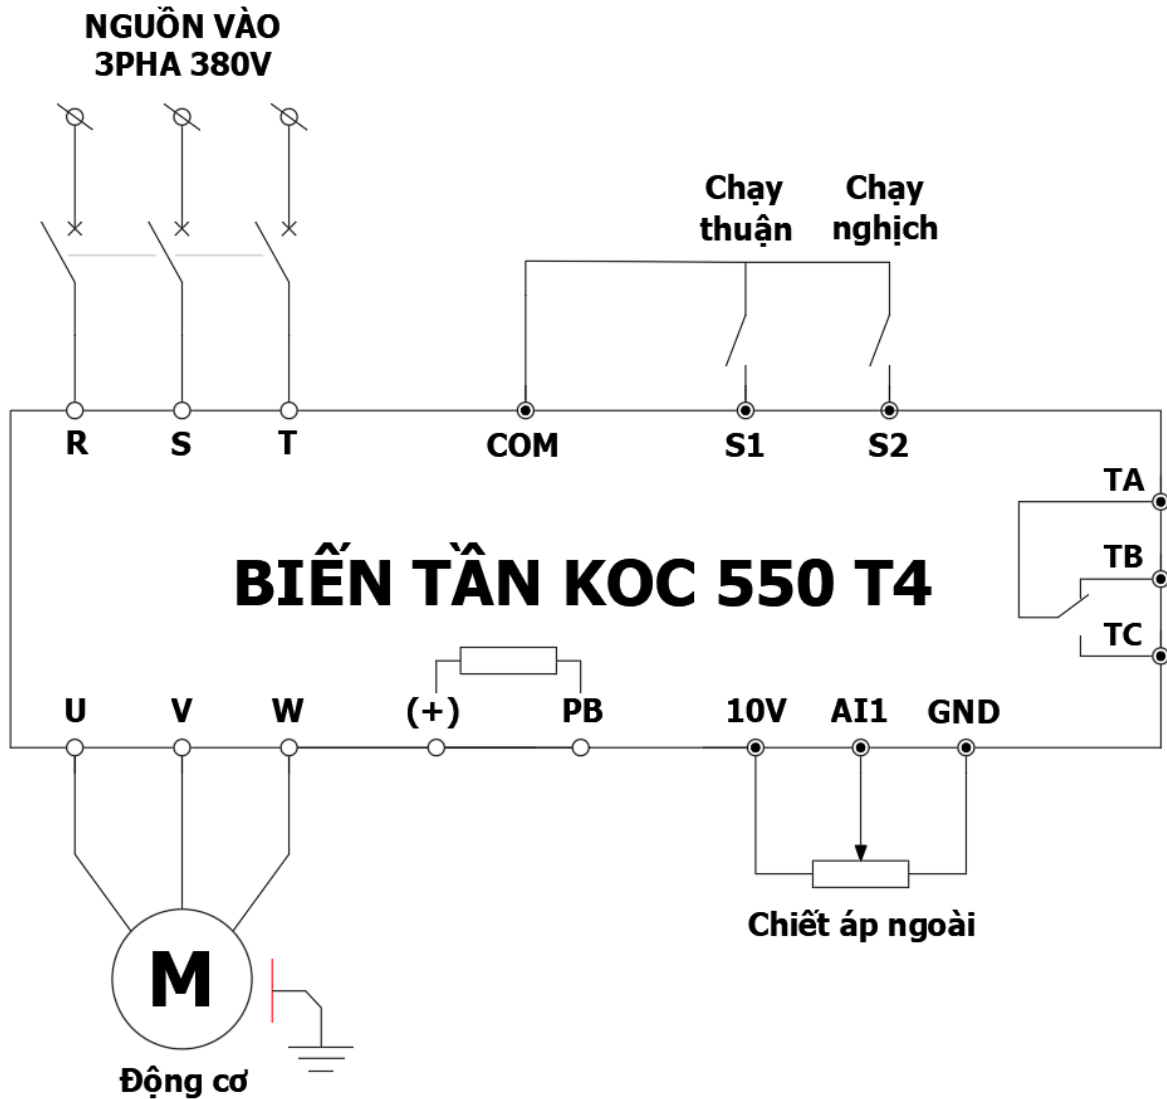 NGUỒN VÀO
3PHA 380V
Chạy
thuận
Chạy
nghịch
R
S
T
COM
S1
S2
TA
TB
TC
BIẾN TẦN KOC 550 T4
U
V
W
(+)
PB
10V
AI1
GND
Chiết áp ngoài
M
Động cơ